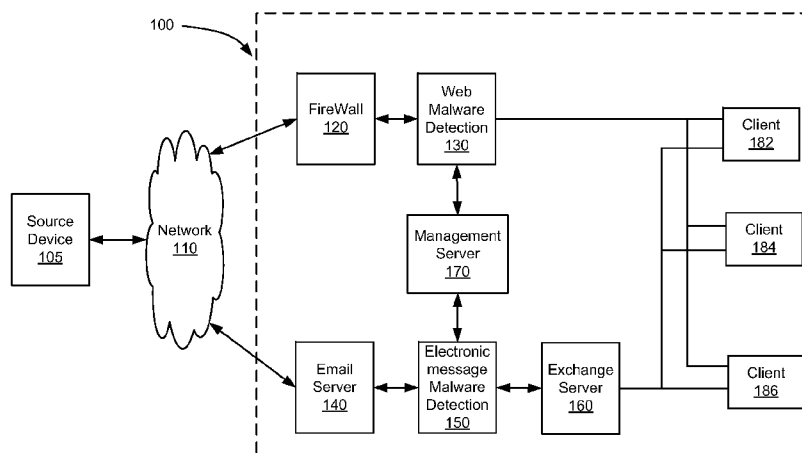 100
FireWall
120
Web
Malware
Detection
130
Client
182
Source
Device
105
Network
110
Management
Server
170
Client
184
Email
Server
140
Electronic
message
Malware
Detection
150
Exchange
Server
160
Client
186